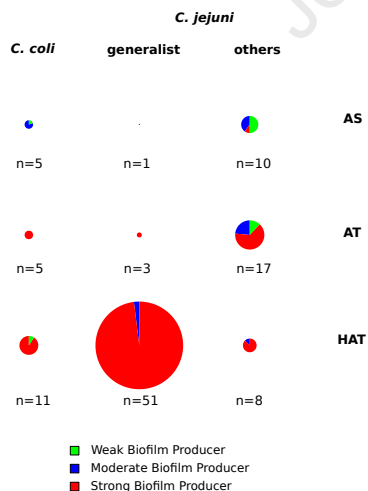 C. jejuni
C. coli generalist others
AS
n=5 n=1 n=10
AT
n=5 n=3 n=17
HAT
n=11 n=51 n=8
Weak Biofilm Producer
Moderate Biofilm Producer
Strong Biofilm Producer